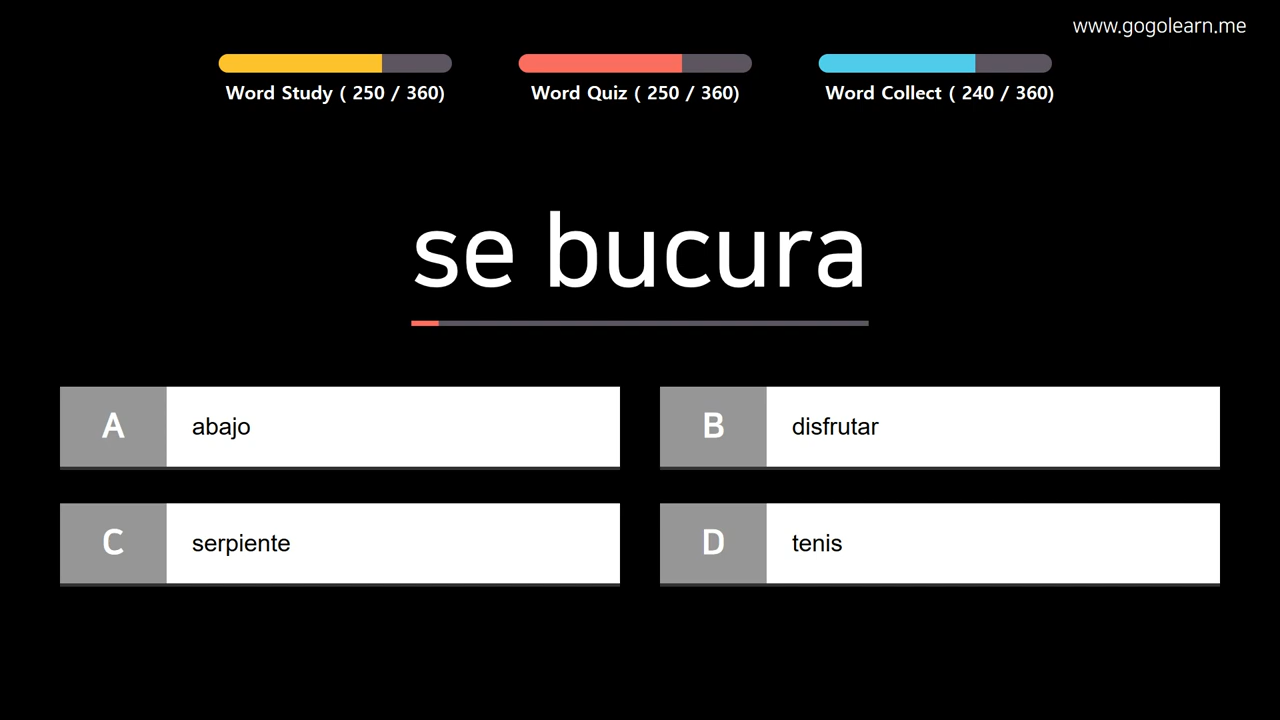 www.gogolearn.me
Word Study ( 250 / 360)
Word Quiz ( 250 / 360)
Word Collect ( 240 / 360)
se bucura
A abajo
B disfrutar
C serpiente
D tenis